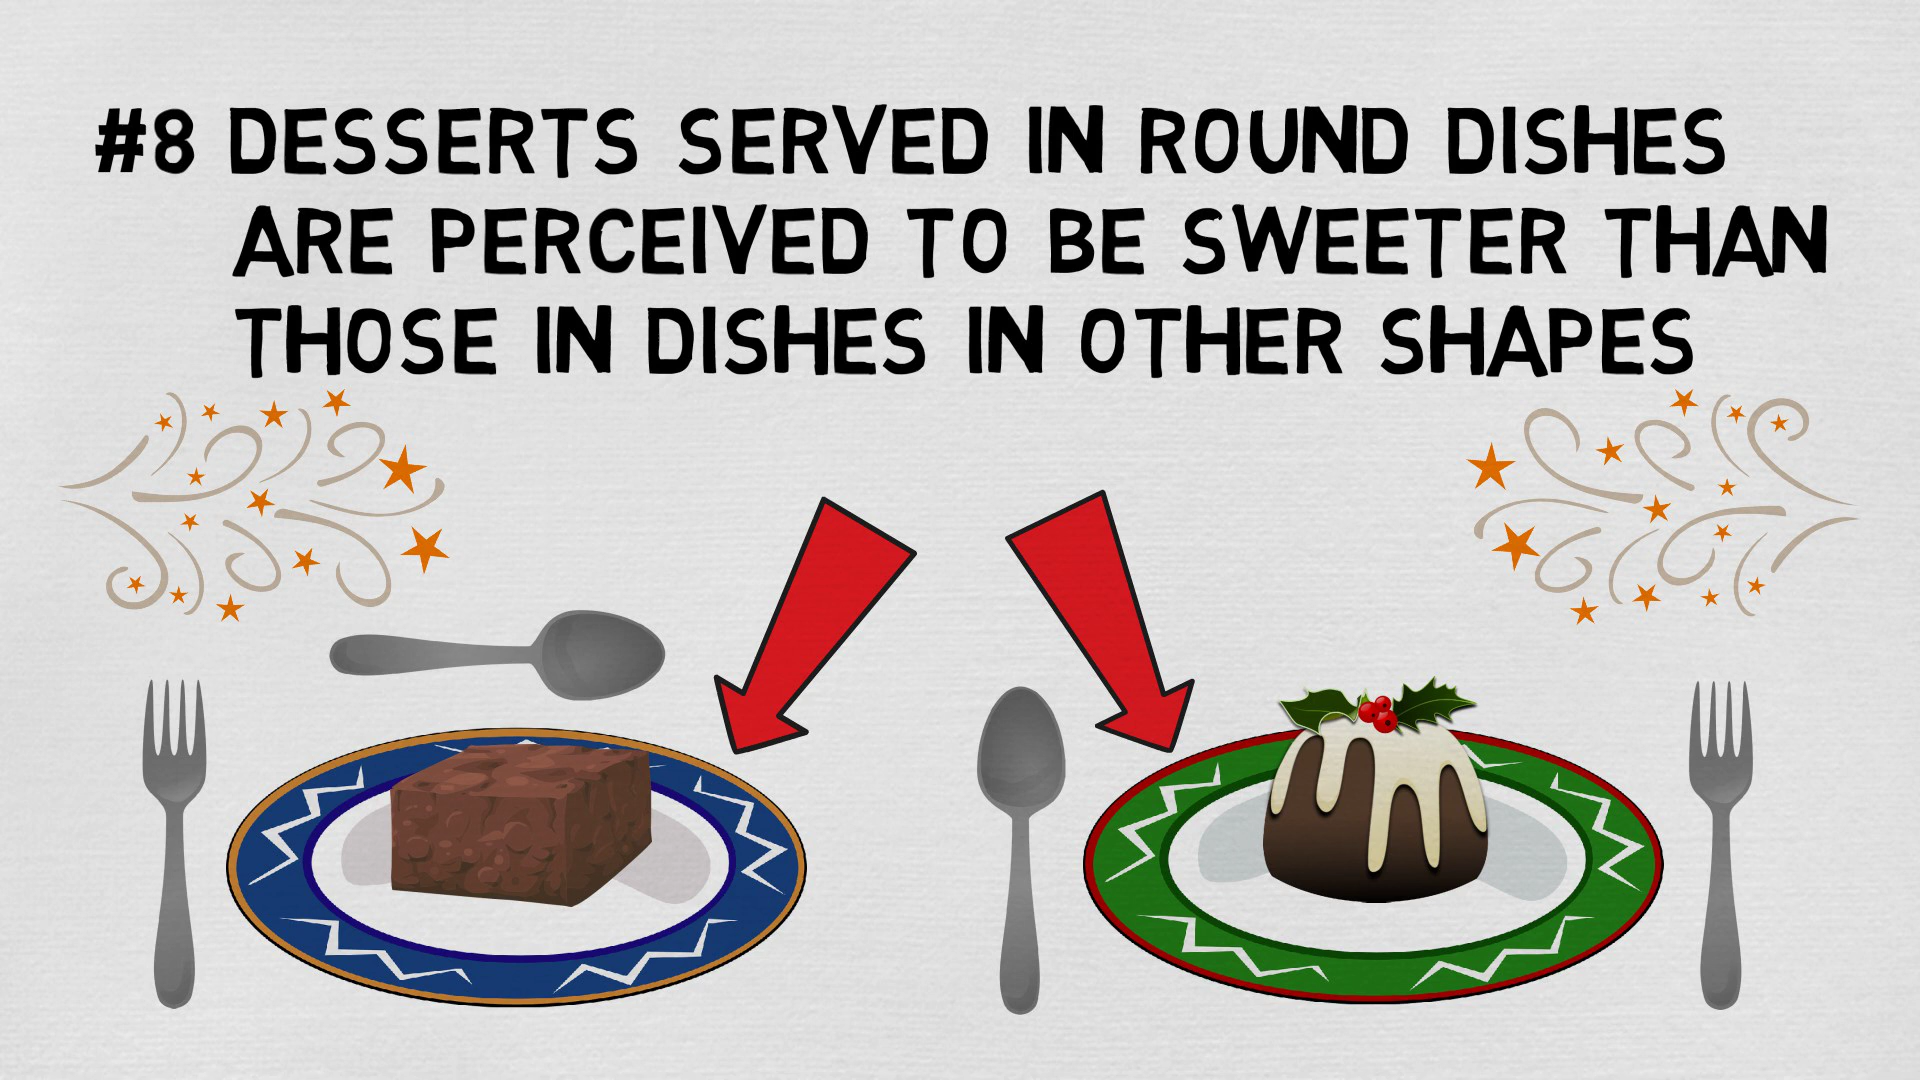 #8 DESSERTS SERVED IN ROUND DISHES
ARE PERCEIVED TO BE SWEETER THAN
THOSE IN DISHES IN OTHER SHAPES